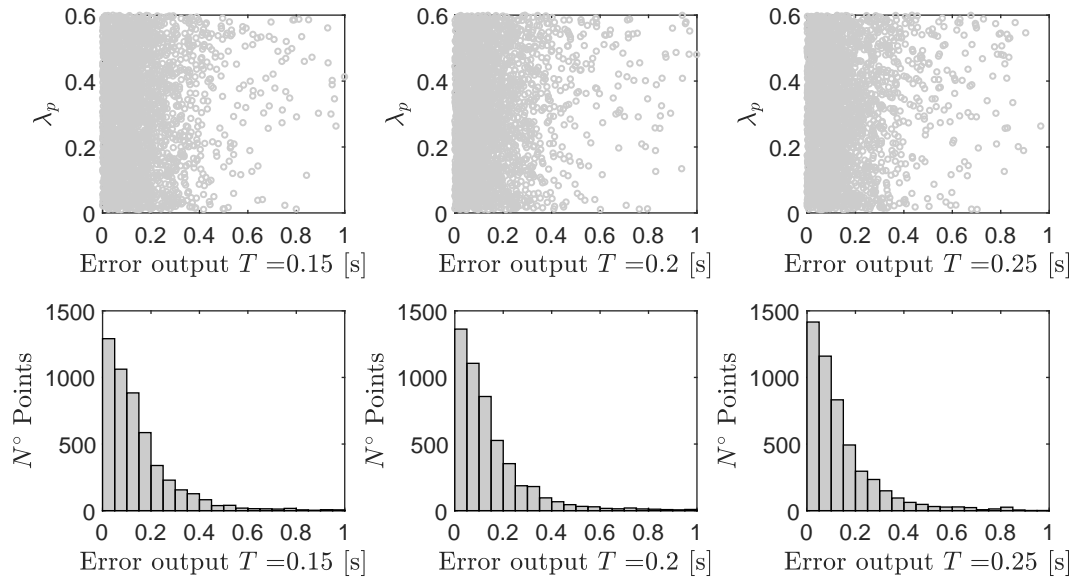 0.6 0.6 0.6
0.4 0.4 0.4
λp λp λp
0.2 0.2 0.2
0 0 0
0 0.2 0.4 0.6 0.8 1 0 0.2 0.4 0.6 0.8 1 0 0.2 0.4 0.6 0.8 1
Error output T =0.15 [s] Error output T =0.2 [s] Error output T =0.25 [s]
1500 1500 1500
1000 1000 1000
N° Points N° Points N° Points
500 500 500
0 0 0
0 0.2 0.4 0.6 0.8 1 0 0.2 0.4 0.6 0.8 1 0 0.2 0.4 0.6 0.8 1
Error output T =0.15 [s] Error output T =0.2 [s] Error output T =0.25 [s]